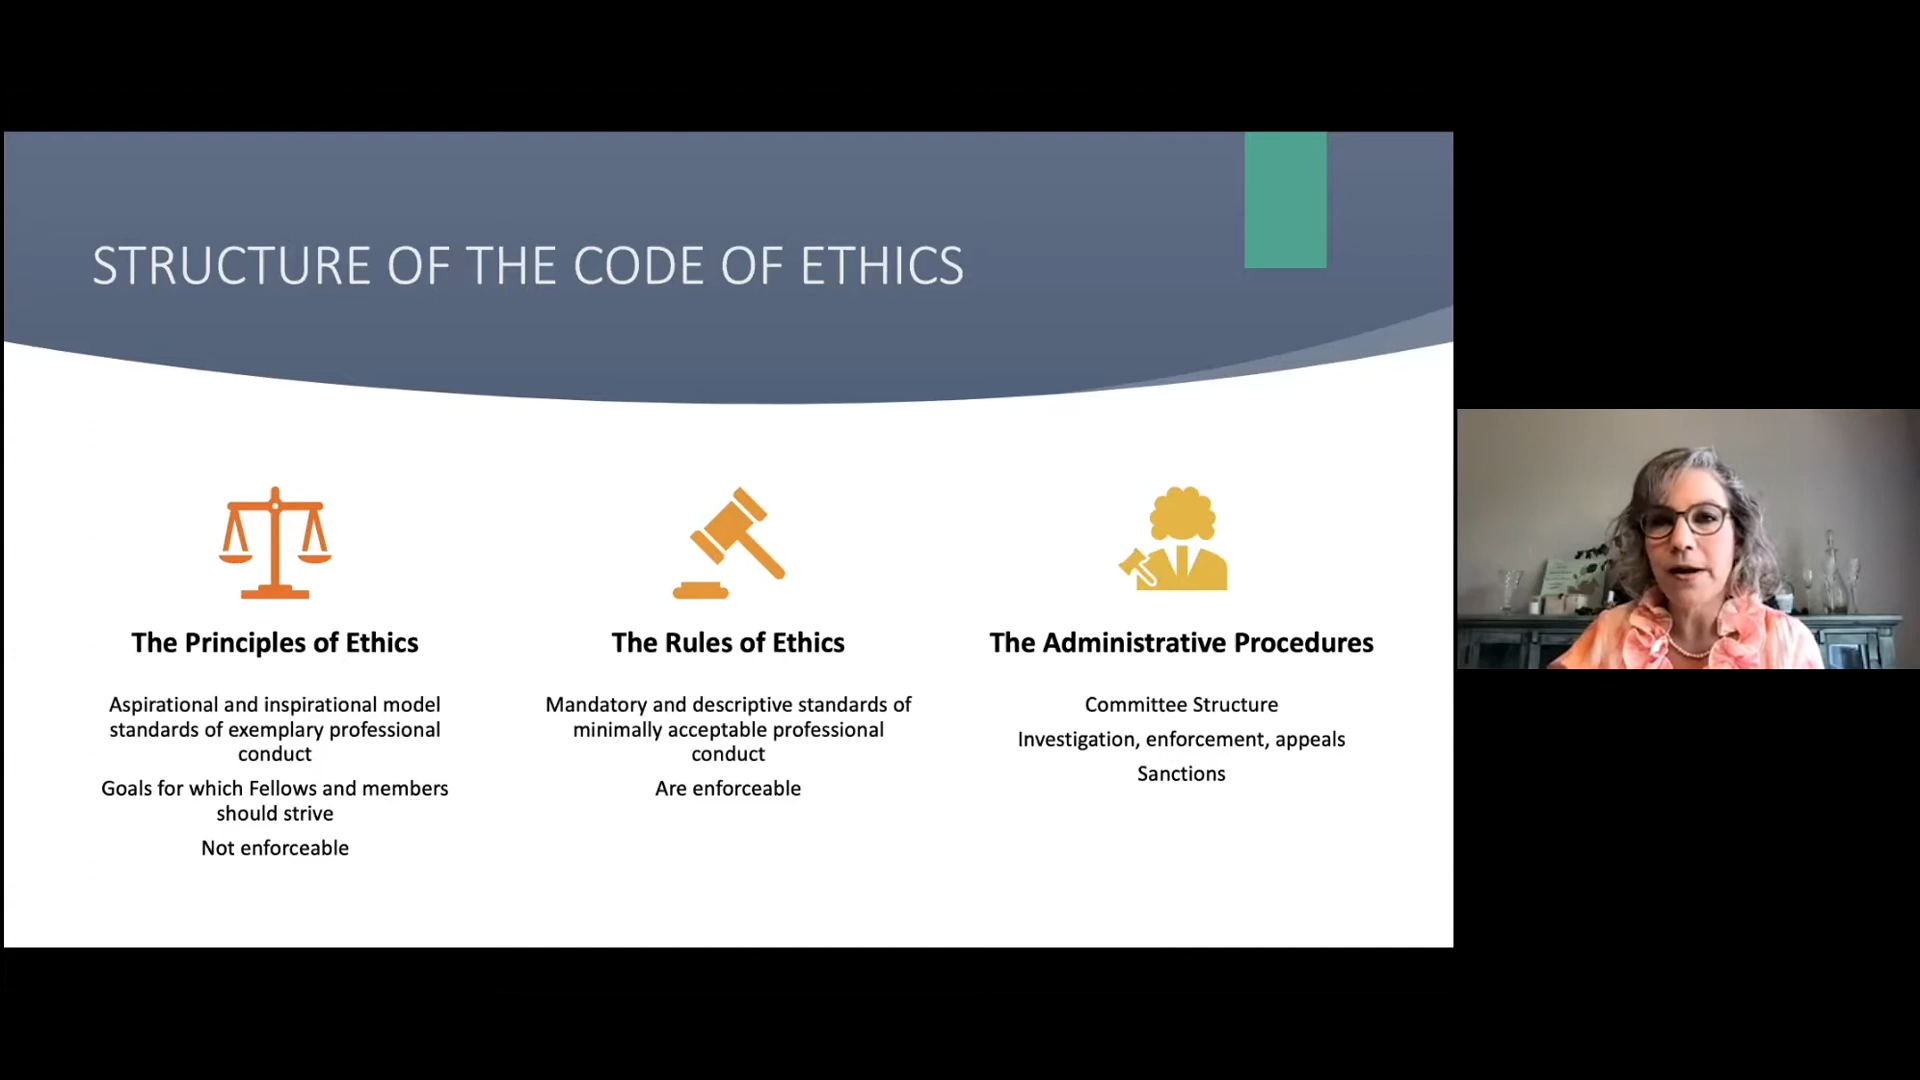 STRUCTURE OF THE CODE OF ETHICS
The Principles of Ethics
Aspirational and inspirational model
standards of exemplary professional
conduct
Goals for which Fellows and members
should strive
Not enforceable
The Rules of Ethics
Mandatory and descriptive standards of
minimally acceptable professional
conduct
Are enforceable
The Administrative Procedures
Committee Structure
Investigation, enforcement, appeals
Sanctions